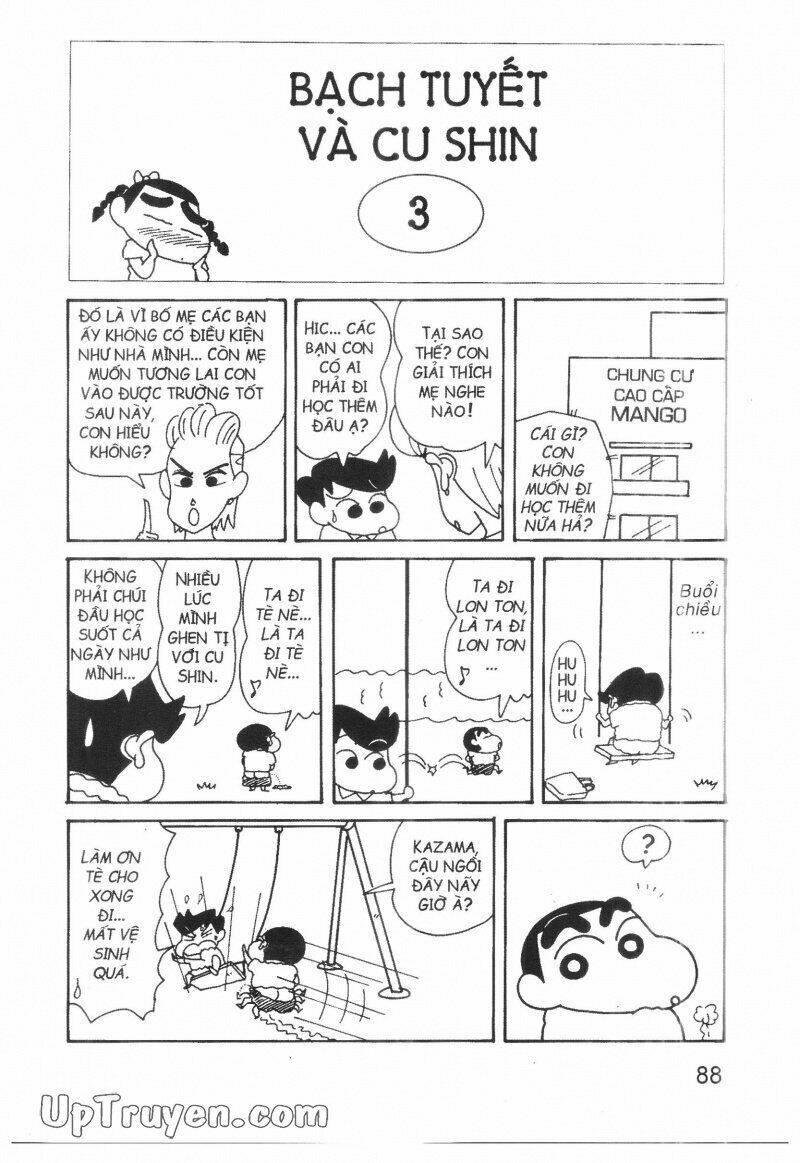 BẠCH TUYẾT
VÀ CU SHIN
3
CHUNG CƯ
CAO CẤP
MANGO
CÁI GÌ?
CON
KHÔNG
MUỐN ĐI
HỌC THÊM
NỮA HẢ?
TẠI SAO
THẾ? CON
GIẢI THÍCH
MẸ NGHE
NÀO!
HIC... CÁC
BẠN CON
CÓ AI
PHẢI ĐI
HỌC THÊM
ĐÂU Ạ?
ĐÓ LÀ VÌ BỐ MẸ CÁC BẠN
ẤY KHÔNG CÓ ĐIỀU KIỆN
NHƯ NHÀ MÌNH... CÒN MẸ
MUỐN TƯƠNG LAI CON
VÀO ĐƯỢC TRƯỜNG TỐT
SAU NÀY,
CON HIỂU
KHÔNG?
Buổi
chiều
...
HU
HU
HU
...
TA ĐI
LON TON,
LÀ TA ĐI
LON TON
...
TA ĐI
TÈ NÈ...
LÀ TA
ĐI TÈ
NÈ...
NHIỀU
LÚC
MÌNH
GHEN TỊ
VỚI CU
SHIN.
KHÔNG
PHẢI CHÚI
ĐẦU HỌC
SUỐT CẢ
NGÀY NHƯ
MÌNH...
?
KAZAMA,
CẬU NGỒI
ĐÂY NÃY
GIỜ À?
LÀM ƠN
TÈ CHO
XONG
ĐI...
MẤT VỆ
SINH
QUÁ.
88
UpTruyen.com